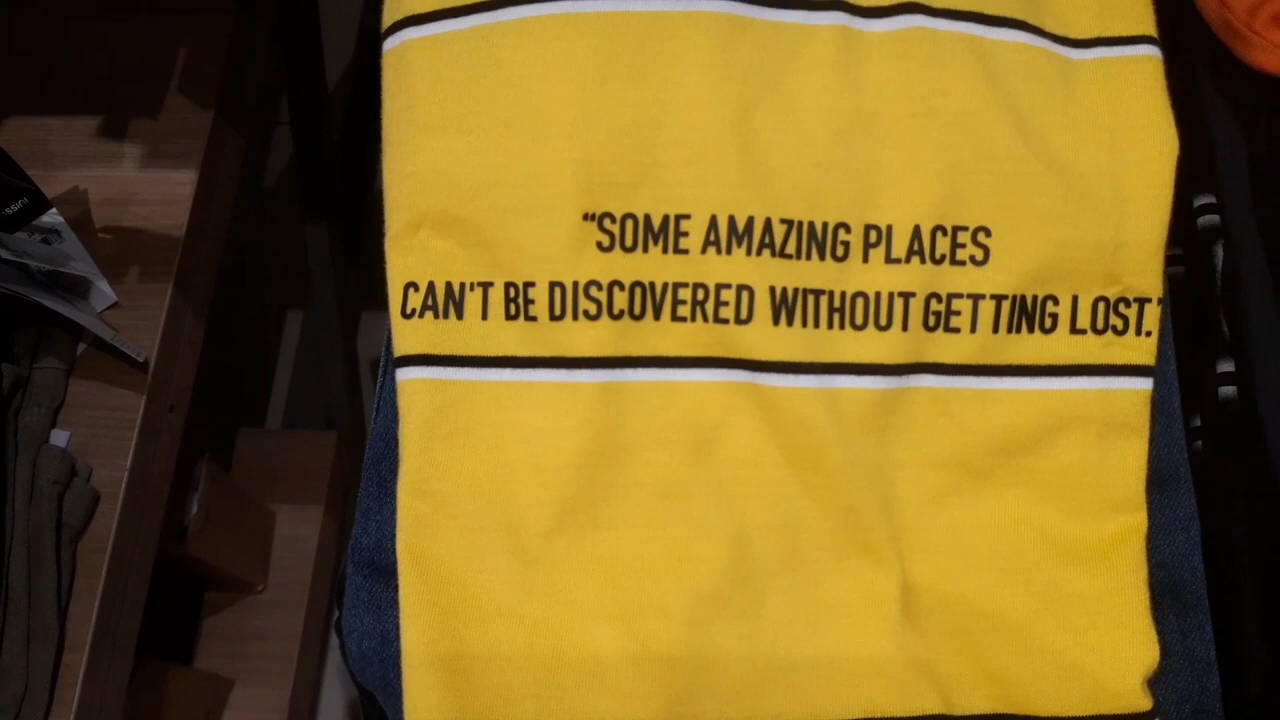 “SOME AMAZING PLACES
CAN'T BE DISCOVERED WITHOUT GETTING LOST.”